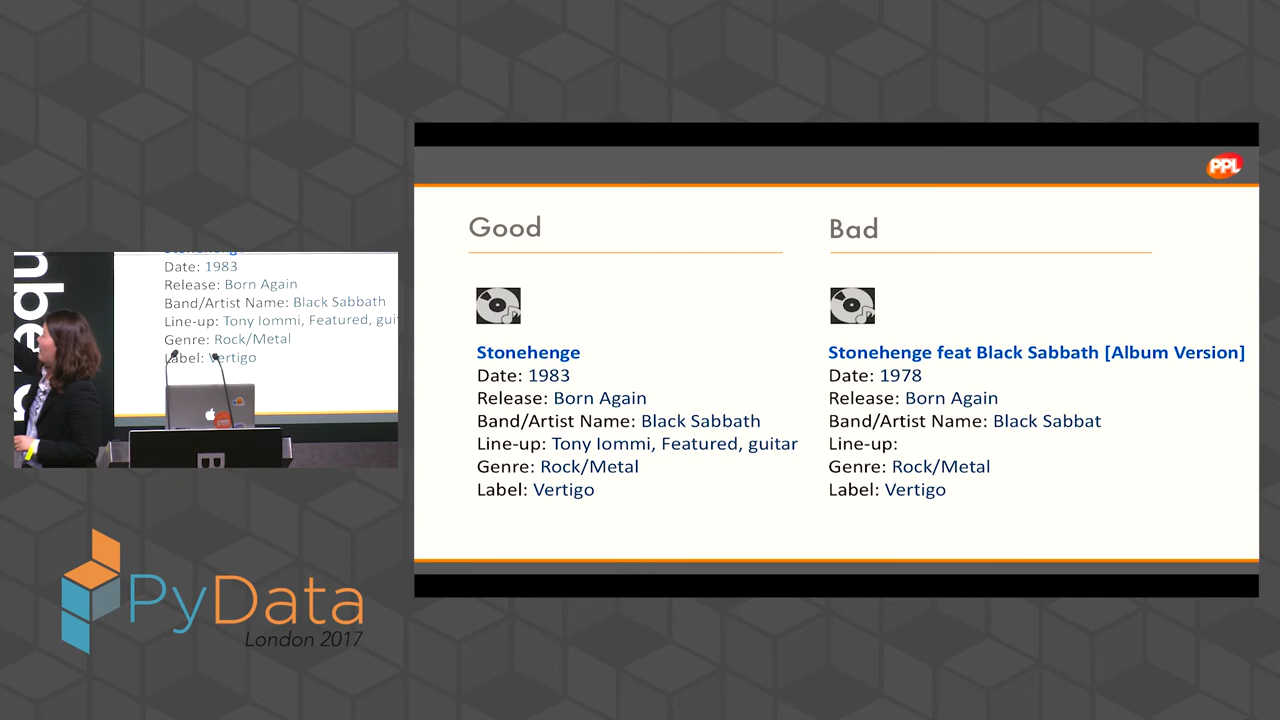 PPL
Good
Bad
Stonehenge
Date: 1983
Release: Born Again
Band/Artist Name: Black Sabbath
Line-up: Tony Iommi, Featured, guitar
Genre: Rock/Metal
Label: Vertigo
Stonehenge feat Black Sabbath [Album Version]
Date: 1978
Release: Born Again
Band/Artist Name: Black Sabbat
Line-up:
Genre: Rock/Metal
Label: Vertigo
Stonehenge
Date: 1983
Release: Born Again
Band/Artist Name: Black Sabbath
Line-up: Tony Iommi, Featured, gui
Genre: Rock/Metal
Label: Vertigo
PyData
London 2017